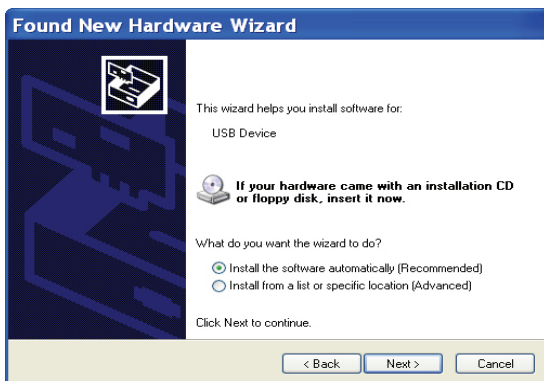 Found New Hardware Wizard
This wizard helps you install software for:
USB Device
If your hardware came with an installation CD
or floppy disk, insert it now.
What do you want the wizard to do?
Install the software automatically (Recommended)
Install from a list or specific location (Advanced)
Click Next to continue.
< Back Next > Cancel